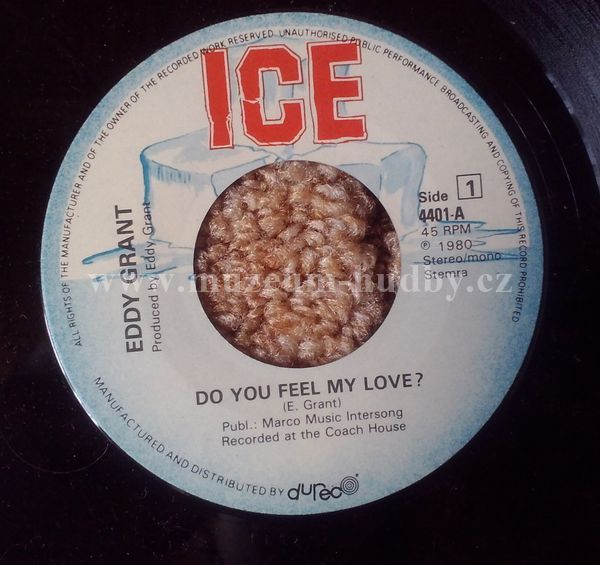 ALL RIGHTS OF THE MANUFACTURER AND OF THE OWNER OF THE RECORDED WORK RESERVED UNAUTHORISED PUBLIC PERFORMANCE BROADCASTING AND COPYING OF THIS RECORD PROHIBITED
ICE
Side 1
4401-A
45 RPM
℗ 1980
Stereo/mono
Stemra
EDDY GRANT
Produced by Eddy Grant
www.muzeum-hudby.cz
DO YOU FEEL MY LOVE?
(E. Grant)
Publ.: Marco Music Intersong
Recorded at the Coach House
MANUFACTURED AND DISTRIBUTED BY dureco